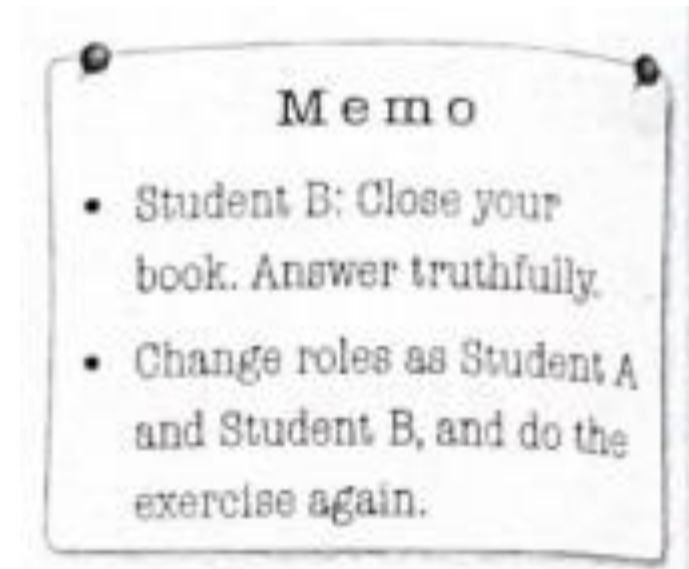 Memo
• Student B: Close your
book. Answer truthfully.
• Change roles as Student A
and Student B, and do the
exercise again.